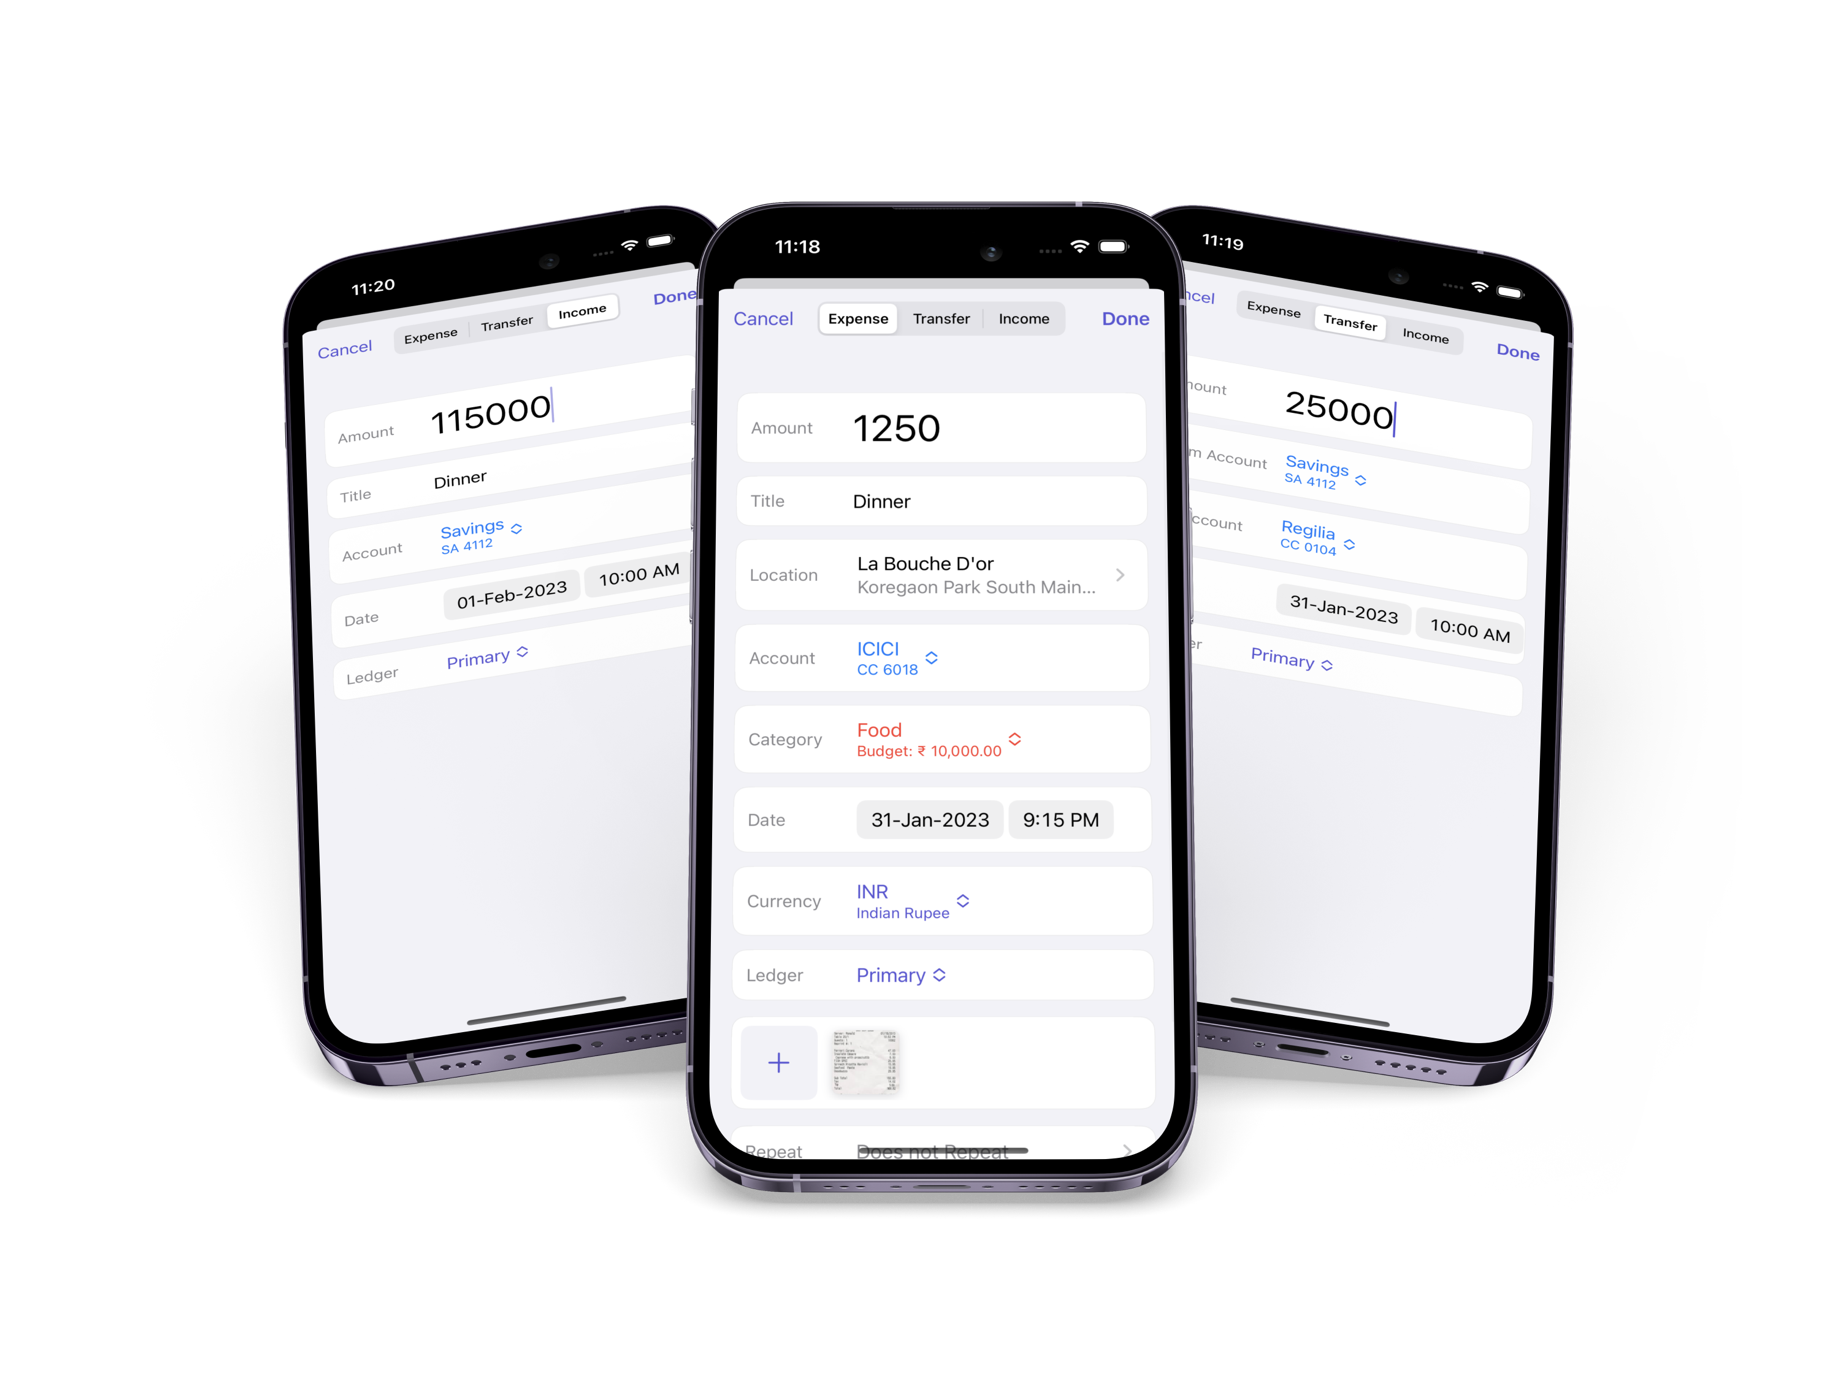 11:20
Cancel
Expense
Transfer
Income
Done
Amount
115000
Title
Dinner
Account
Savings
SA 4112
Date
01-Feb-2023
10:00 AM
Ledger
Primary
11:18
Cancel
Expense
Transfer
Income
Done
Amount
1250
Title
Dinner
Location
La Bouche D'or
Koregaon Park South Main...
Account
ICICI
CC 6018
Category
Food
Budget: ₹ 10,000.00
Date
31-Jan-2023
9:15 PM
Currency
INR
Indian Rupee
Ledger
Primary
Repeat
Does not Repeat
11:19
ncel
Expense
Transfer
Income
Done
nount
25000
m Account
Savings
SA 4112
ccount
Regilia
CC 0104
31-Jan-2023
10:00 AM
er
Primary